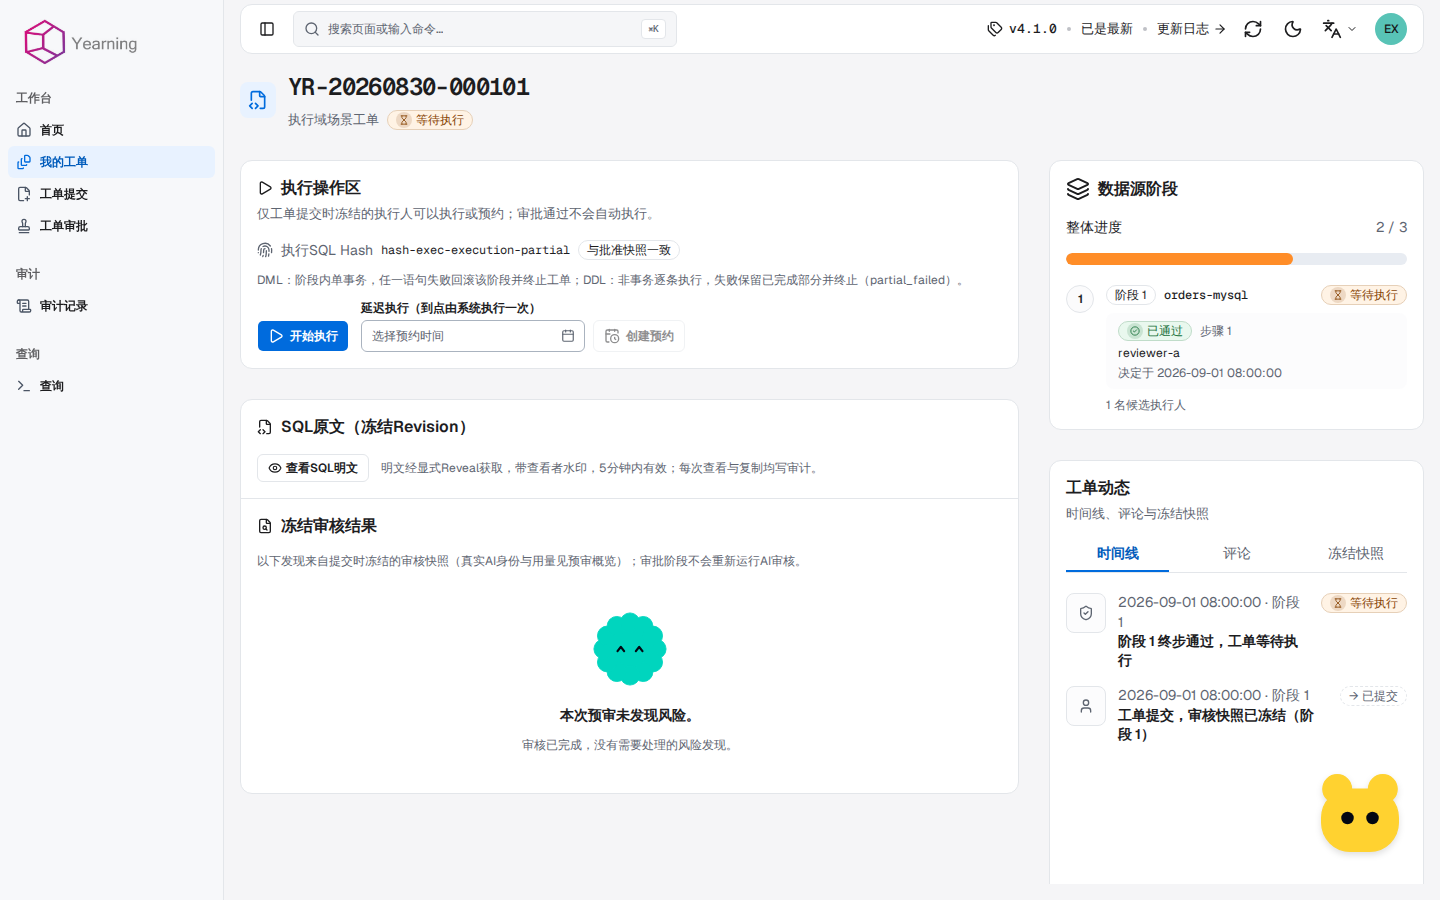 Yearning
工作台
首页
我的工单
工单提交
工单审批
审计
审计记录
查询
查询
搜索页面或输入命令...
⌘K
v4.1.0 • 已是最新 • 更新日志 →
EX
YR-20260830-000101
执行域场景工单 等待执行
执行操作区
仅工单提交时冻结的执行人可以执行或预约；审批通过不会自动执行。
执行SQL Hash hash-exec-execution-partial 与批准快照一致
DML：阶段内单事务，任一语句失败回滚该阶段并终止工单；DDL：非事务逐条执行，失败保留已完成部分并终止（partial_failed）。
延迟执行（到点由系统执行一次）
开始执行 选择预约时间 创建预约
SQL原文（冻结Revision）
查看SQL明文 明文经显式Reveal获取，带查看者水印，5分钟内有效；每次查看与复制均写审计。
冻结审核结果
以下发现来自提交时冻结的审核快照（真实AI身份与用量见预审概览）；审批阶段不会重新运行AI审核。
本次预审未发现风险。
审核已完成，没有需要处理的风险发现。
数据源阶段
整体进度 2 / 3
1 阶段 1 orders-mysql 等待执行
已通过 步骤 1
reviewer-a
决定于 2026-09-01 08:00:00
1 名候选执行人
工单动态
时间线、评论与冻结快照
时间线 评论 冻结快照
2026-09-01 08:00:00 · 阶段 等待执行
1
阶段 1 终步通过，工单等待执
行
2026-09-01 08:00:00 · 阶段 1 → 已提交
工单提交，审核快照已冻结（阶
段 1）